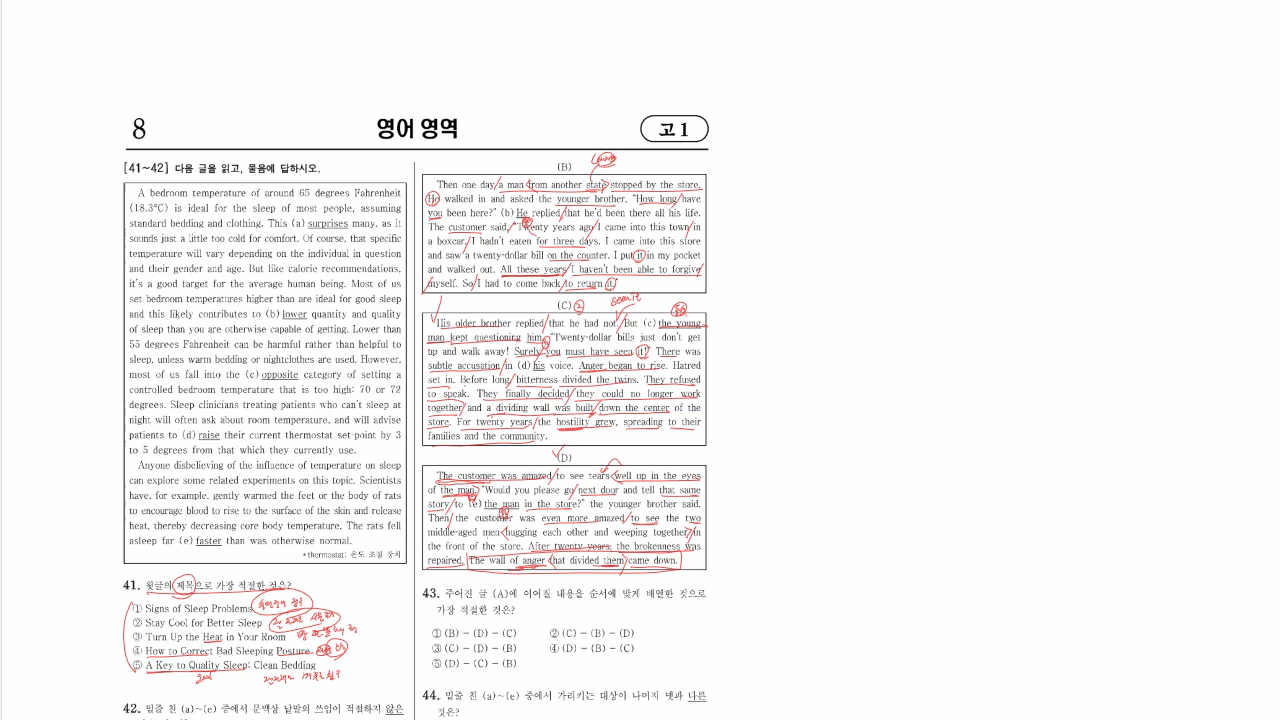 8
영어 영역
고 1
[41~42] 다음 글을 읽고, 물음에 답하시오.
A bedroom temperature of around 65 degrees Fahrenheit
(18.3℃) is ideal for the sleep of most people, assuming
standard bedding and clothing. This (a) surprises many, as it
sounds just a little too cold for comfort. Of course, that specific
temperature will vary depending on the individual in question
and their gender and age. But like calorie recommendations,
it's a good target for the average human being. Most of us
set bedroom temperatures higher than are ideal for good sleep
and this likely contributes to (b) lower quantity and quality
of sleep than you are otherwise capable of getting. Lower than
55 degrees Fahrenheit can be harmful rather than helpful to
sleep, unless warm bedding or nightclothes are used. However,
most of us fall into the (c) opposite category of setting a
controlled bedroom temperature that is too high: 70 or 72
degrees. Sleep clinicians treating patients who can't sleep at
night will often ask about room temperature, and will advise
patients to (d) raise their current thermostat set-point by 3
to 5 degrees from that which they currently use.
Anyone disbelieving of the influence of temperature on sleep
can explore some related experiments on this topic. Scientists
have, for example, gently warmed the feet or the body of rats
to encourage blood to rise to the surface of the skin and release
heat, thereby decreasing core body temperature. The rats fell
asleep far (e) faster than was otherwise normal.
* thermostat: 온도 조절 장치
41. 윗글의 제목으로 가장 적절한 것은?
① Signs of Sleep Problems
② Stay Cool for Better Sleep
③ Turn Up the Heat in Your Room
④ How to Correct Bad Sleeping Posture
⑤ A Key to Quality Sleep: Clean Bedding
good
42. 밑줄 친 (a)~(e) 중에서 문맥상 낱말의 쓰임이 적절하지 않은
(B)
Then one day a man from another state stopped by the store.
He walked in and asked the younger brother, "How long have
you been here?" (b) He replied that he'd been there all his life.
The customer said, "Twenty years ago I came into this town in
a boxcar. I hadn't eaten for three days. I came into this store
and saw a twenty-dollar bill on the counter. I put it in my pocket
and walked out. All these years I haven't been able to forgive
myself. So I had to come back to return it."
(C)
seen it
His older brother replied that he had not. But (c) the young
man kept questioning him. "Twenty-dollar bills just don't get
up and walk away! Surely you must have seen it!" There was
subtle accusation in (d) his voice. Anger began to rise. Hatred
set in. Before long, bitterness divided the twins. They refused
to speak. They finally decided they could no longer work
together and a dividing wall was built down the center of the
store. For twenty years the hostility grew, spreading to their
families and the community.
(D)
The customer was amazed to see tears well up in the eyes
of the man. "Would you please go next door and tell that same
story to (e) the man in the store?" the younger brother said.
Then the customer was even more amazed to see the two
middle-aged men hugging each other and weeping together in
the front of the store. After twenty years, the brokenness was
repaired. The wall of anger that divided them came down.
43. 주어진 글 (A)에 이어질 내용을 순서에 맞게 배열한 것으로
가장 적절한 것은?
① (B) - (D) - (C) ② (C) - (B) - (D)
③ (C) - (D) - (B) ④ (D) - (B) - (C)
⑤ (D) - (C) - (B)
44. 밑줄 친 (a)~(e) 중에서 가리키는 대상이 나머지 넷과 다른
것은?